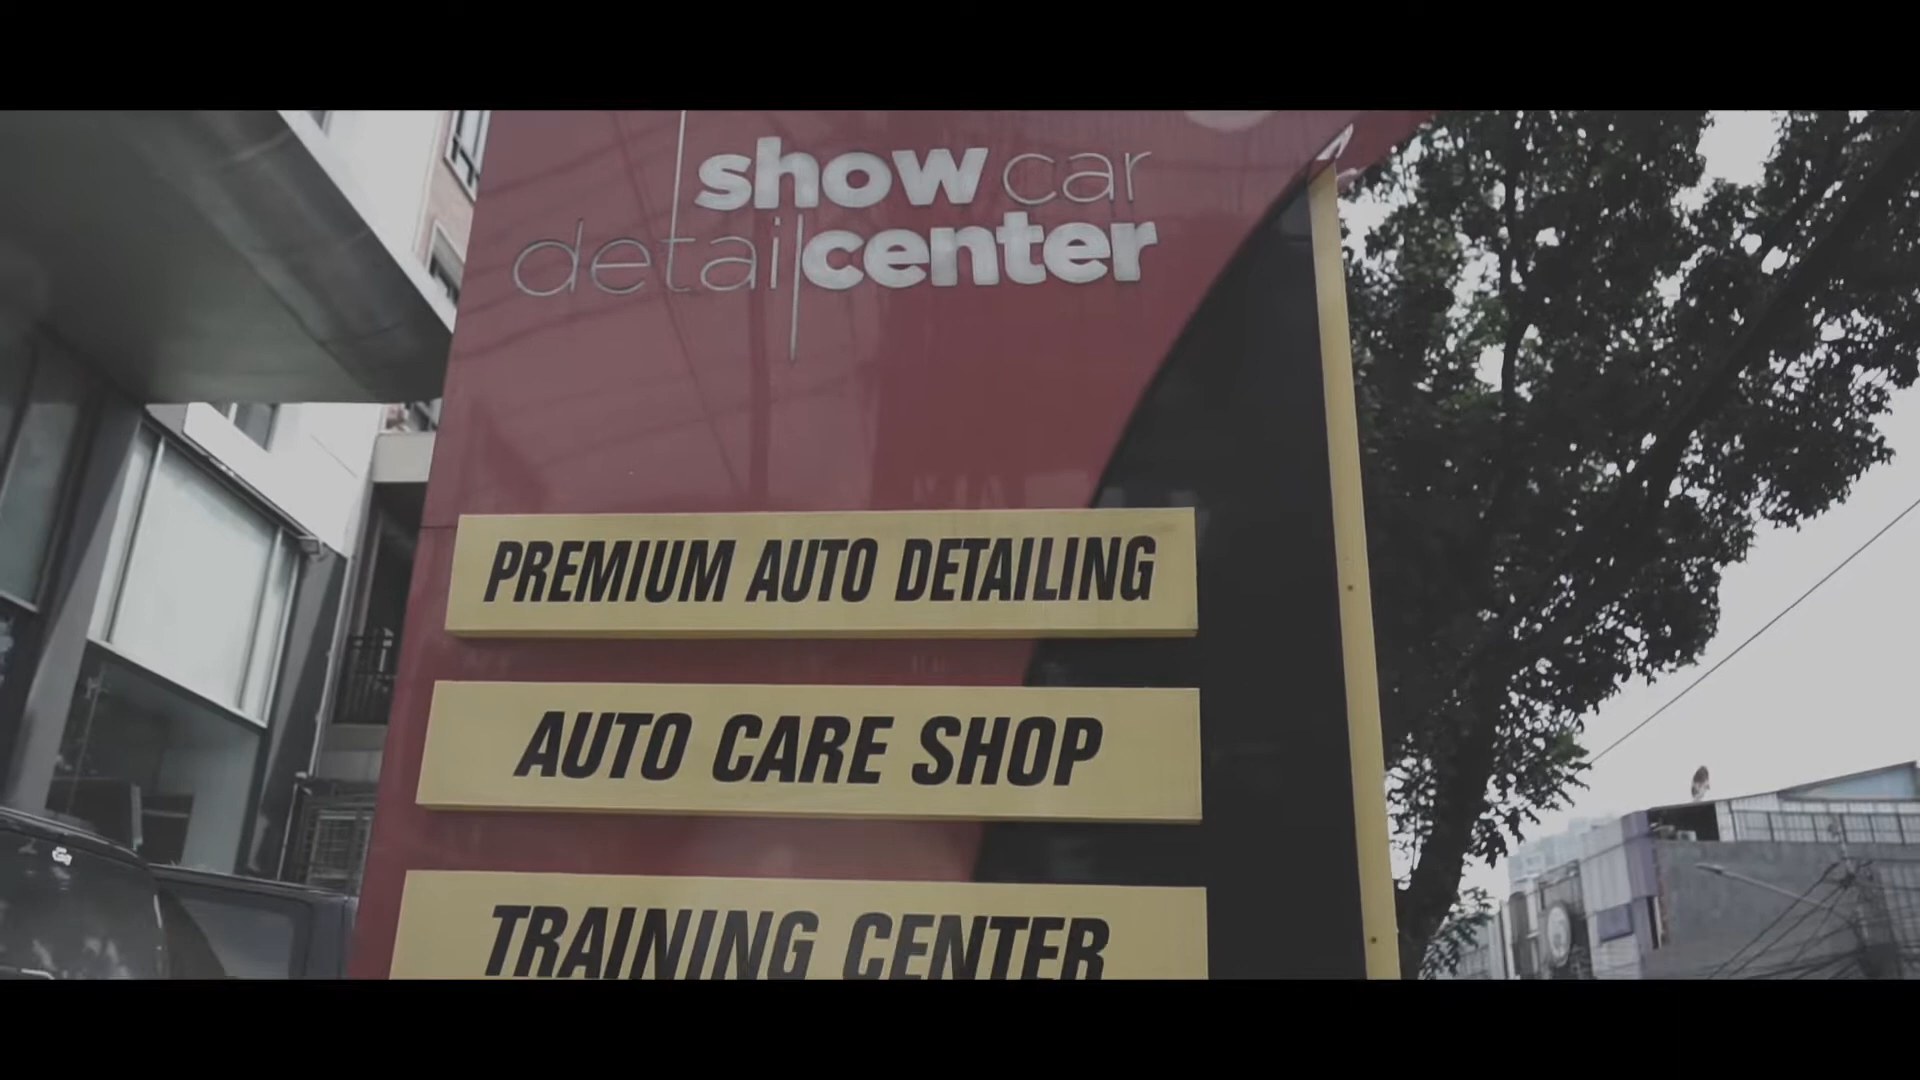 show car
detail center
PREMIUM AUTO DETAILING
AUTO CARE SHOP
TRAINING CENTER